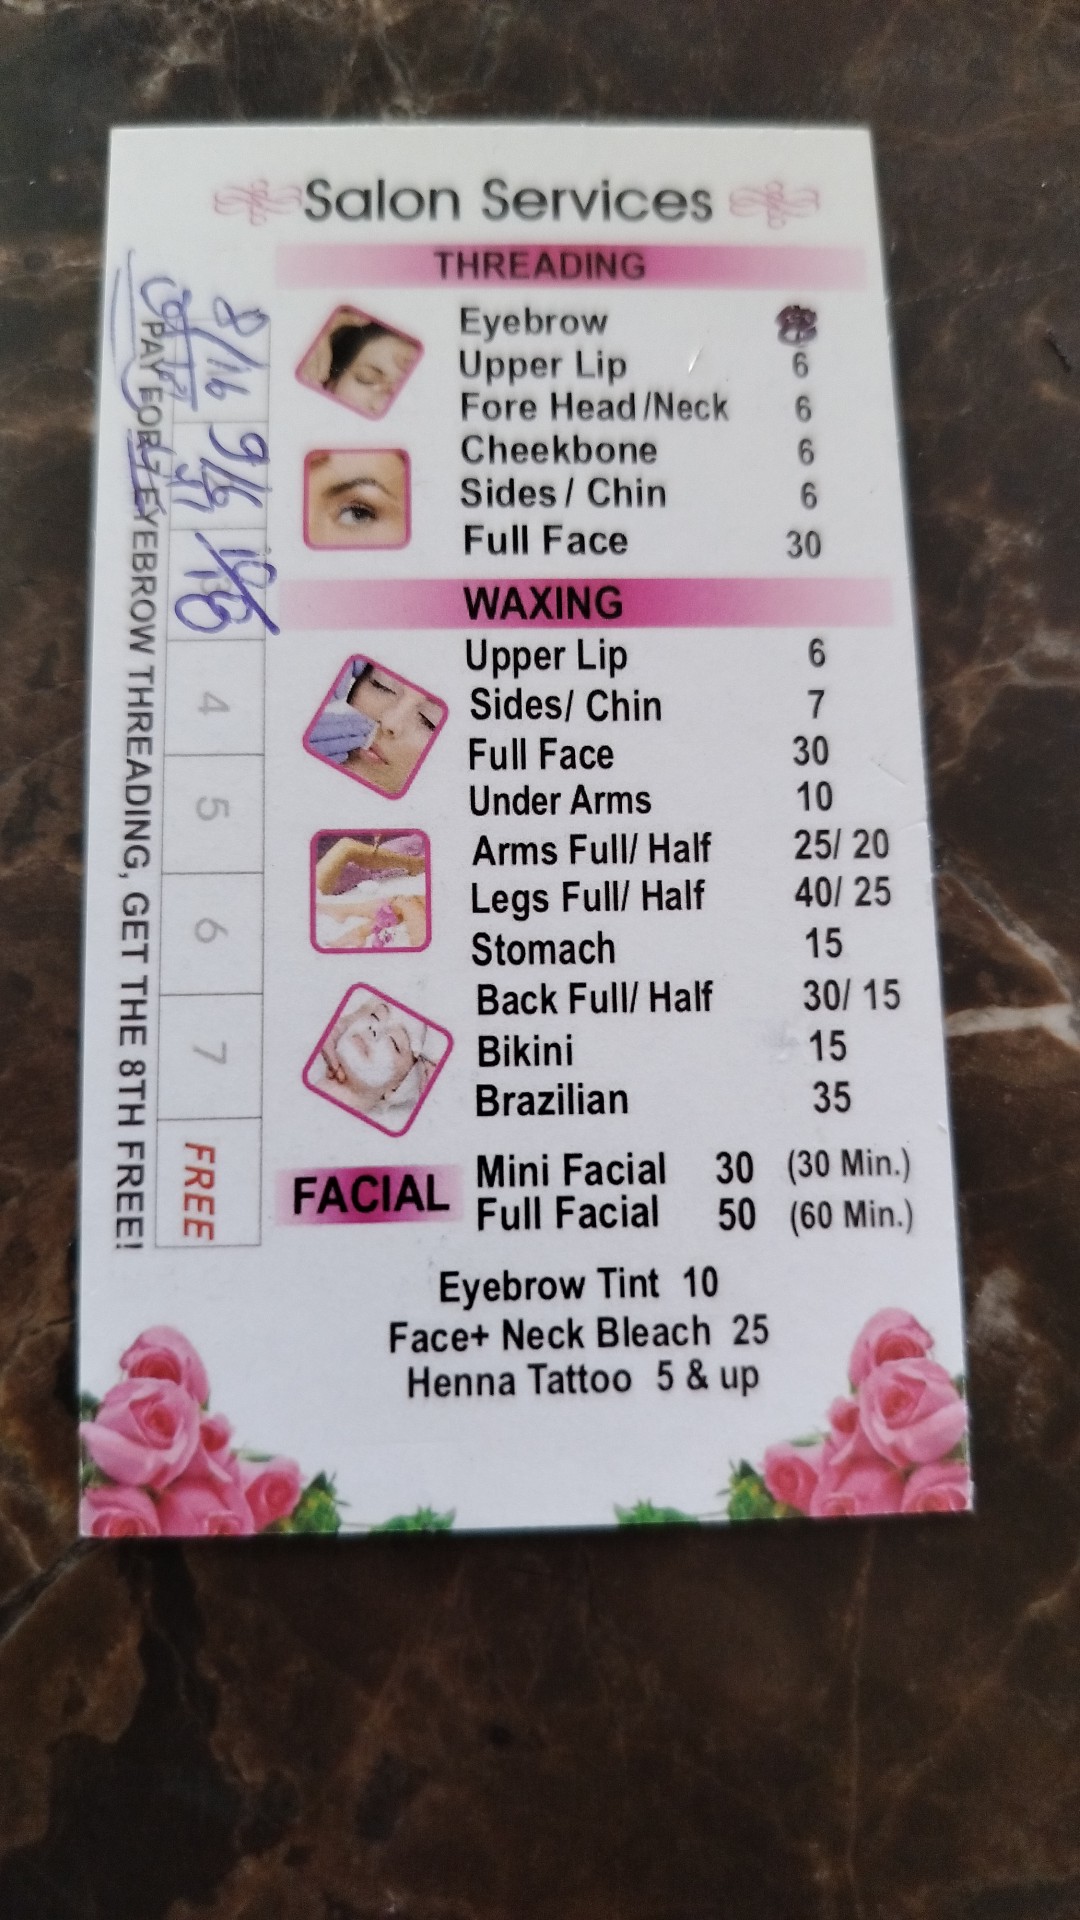 Salon Services
THREADING
Eyebrow
Upper Lip 6
Fore Head /Neck 6
Cheekbone 6
Sides / Chin 6
Full Face 30
WAXING
Upper Lip 6
Sides/ Chin 7
Full Face 30
Under Arms 10
Arms Full/ Half 25/ 20
Legs Full/ Half 40/ 25
Stomach 15
Back Full/ Half 30/ 15
Bikini 15
Brazilian 35
FACIAL
Mini Facial 30 (30 Min.)
Full Facial 50 (60 Min.)
Eyebrow Tint 10
Face+ Neck Bleach 25
Henna Tattoo 5 & up
8/16 9/6 4 5 6 7 FREE
PAY FOR 7 EYEBROW THREADING, GET THE 8TH FREE!